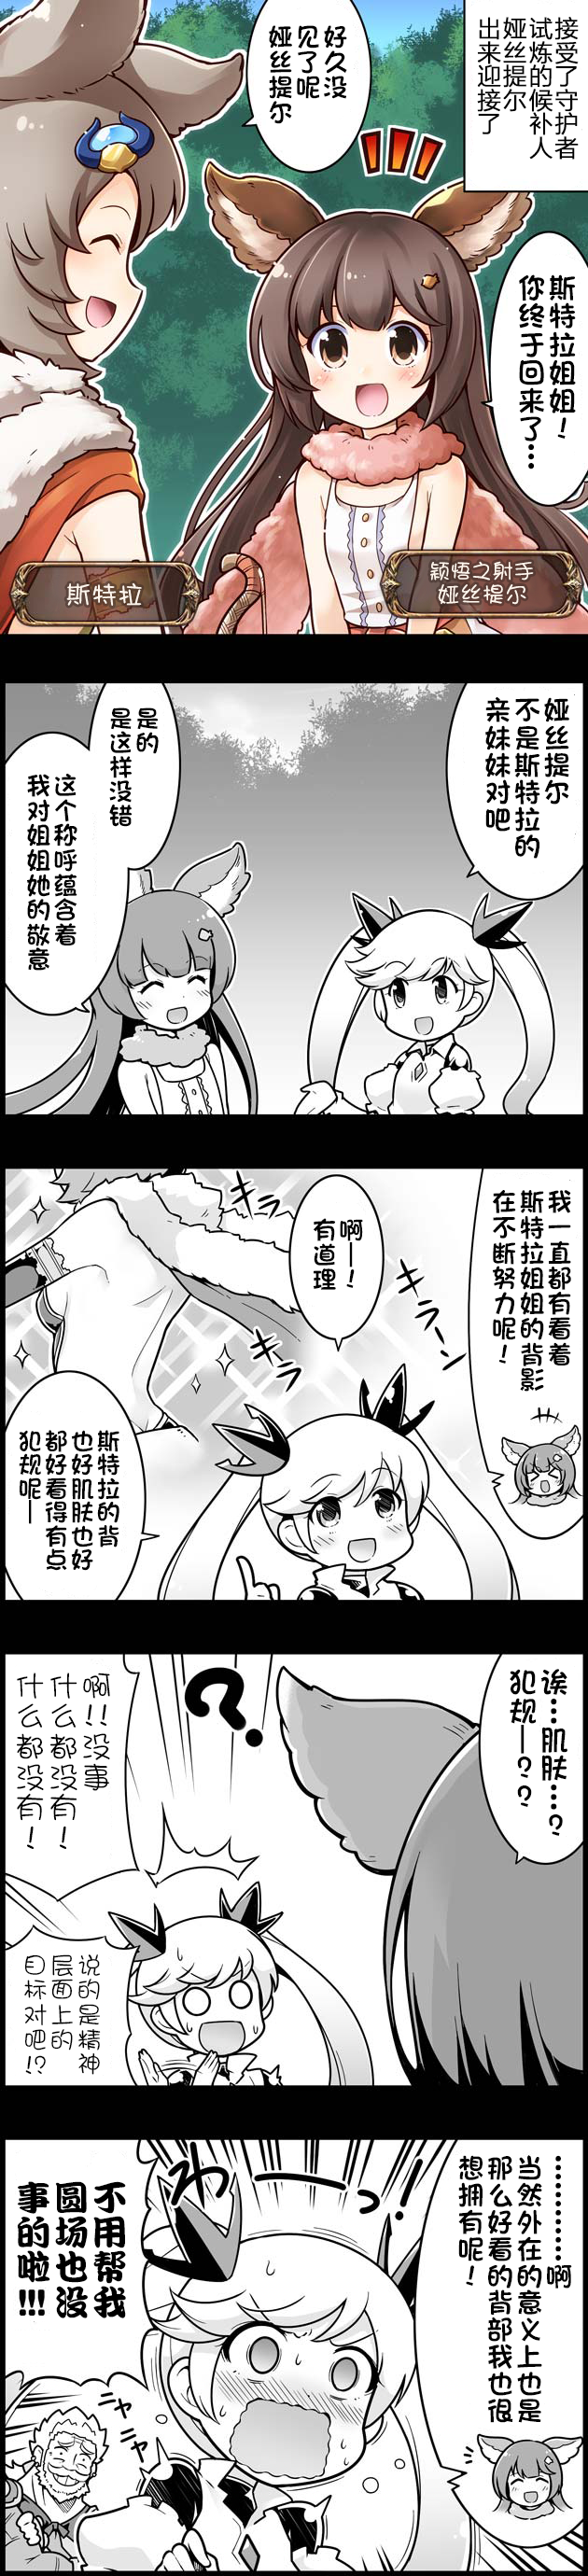 接受了守护者
试炼的候补人
娅丝提尔
出来迎接了
好久没
见了呢
娅丝提尔
斯特拉姐姐！
你终于回来了…
斯特拉
颖悟之射手
娅丝提尔
娅丝提尔
不是斯特拉的
亲妹妹对吧
是的
是这样没错
这个称呼蕴含着
我对姐姐她的敬意
我一直都有看着
斯特拉姐姐的背影
在不断努力呢！
啊—！
有道理
キラ
キラ
キラーン
斯特拉的背
也好肌肤也好
都好看得有点
犯规呢—
诶…肌肤…？
犯规—？？
？
啊！！没事
什么都没有！
什么都没有！
说的是精神
层面上的
目标对吧！？
…………啊
当然外在的意义上也是
那么好看的背部我也很
想拥有呢！
わーっ！
不用帮我
圆场也没
事的啦！！！
ニヤ
ニヤ